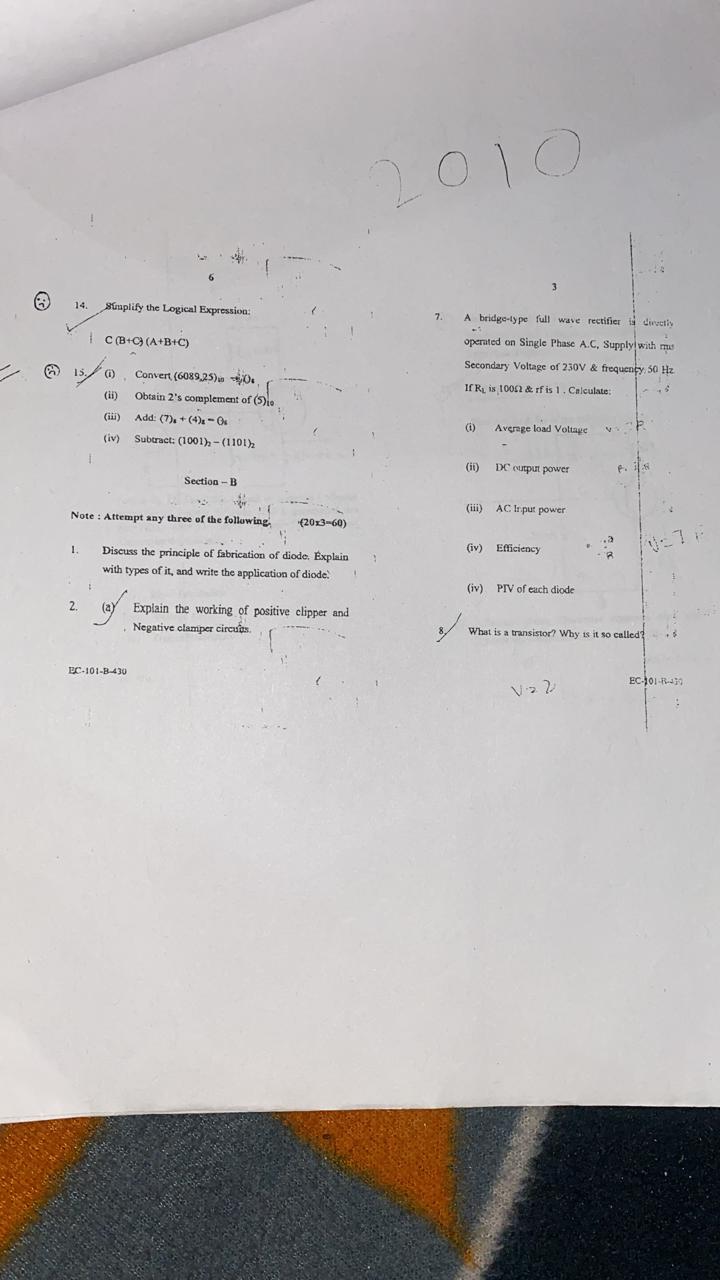 2010
6
14. Simplify the Logical Expression:
C (B+C) (A+B+C)
15. (i) Convert (6089.25)₁₀ = ()₈
(ii) Obtain 2's complement of (5)₁₀
(iii) Add: (7)₈ + (4)₈ = ()₈
(iv) Subtract: (1001)₂ – (1101)₂
Section – B
Note : Attempt any three of the following. (20x3=60)
1. Discuss the principle of fabrication of diode. Explain
with types of it, and write the application of diode.
2. (a) Explain the working of positive clipper and
Negative clamper circuits.
EC-101-B-430
3
7. A bridge-type full wave rectifier is directly
operated on Single Phase A.C, Supply with rms
Secondary Voltage of 230V & frequency 50 Hz
If R_L is 100Ω & rf is 1 . Calculate:
(i) Average load Voltage
(ii) DC output power
(iii) AC Input power
(iv) Efficiency
(iv) PIV of each diode
8. What is a transistor? Why is it so called?
EC-101-B-430